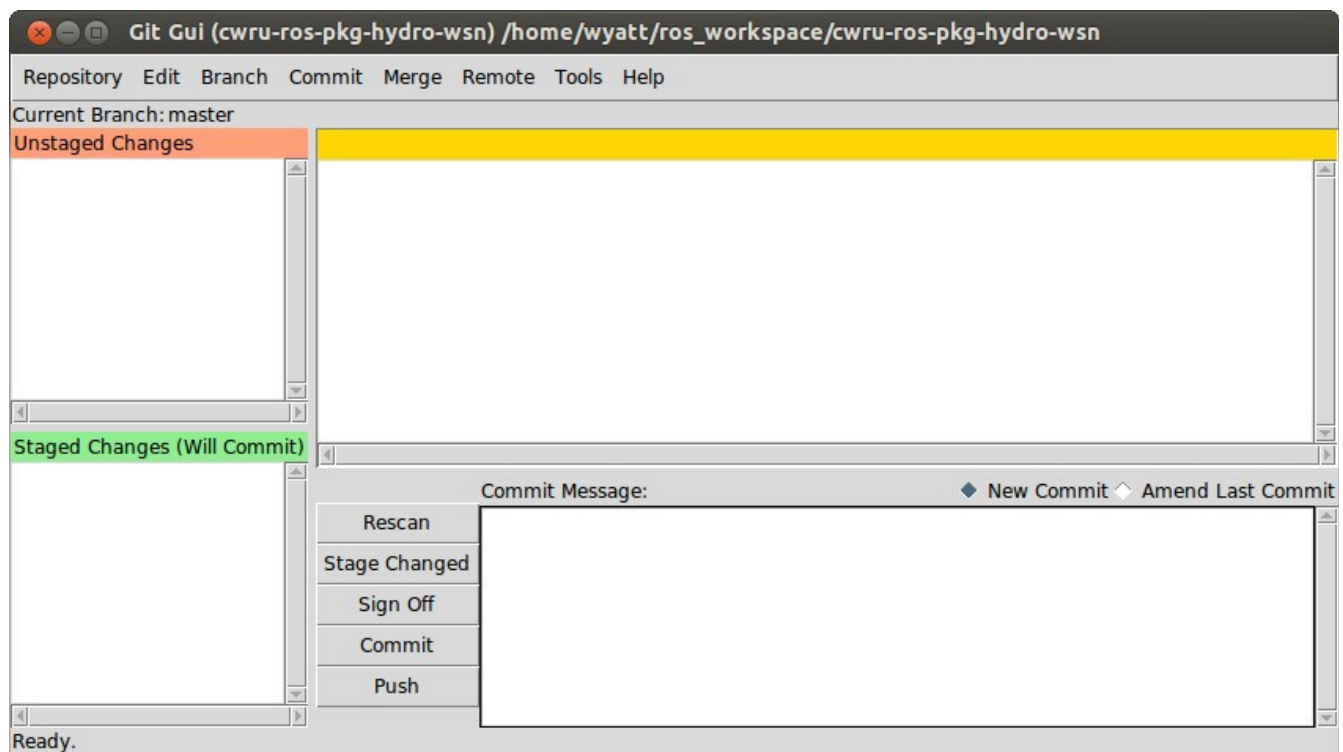 Git Gui (cwru-ros-pkg-hydro-wsn) /home/wyatt/ros_workspace/cwru-ros-pkg-hydro-wsn
Repository Edit Branch Commit Merge Remote Tools Help
Current Branch: master
Unstaged Changes
Staged Changes (Will Commit)
Commit Message:
New Commit Amend Last Commit
Rescan
Stage Changed
Sign Off
Commit
Push
Ready.